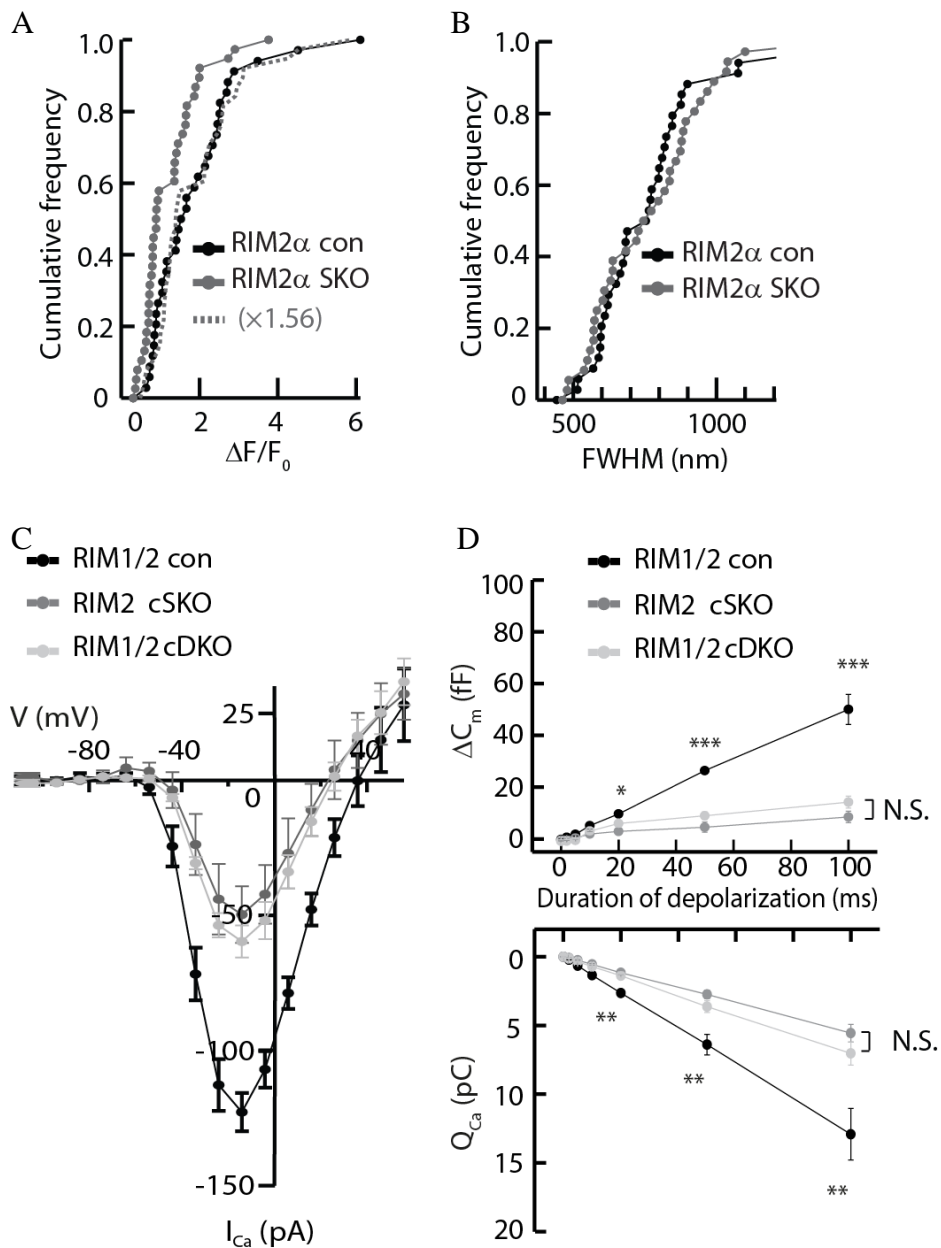 A
1.0
0.8
0.6
0.4
0.2
0
Cumulative frequency
RIM2α con
RIM2α SKO
(×1.56)
0 2 4 6
ΔF/F0
B
1.0
0.8
0.6
0.4
0.2
0
Cumulative frequency
RIM2α con
RIM2α SKO
500 1000
FWHM (nm)
C
RIM1/2 con
RIM2 cSKO
RIM1/2 cDKO
V (mV)
25
-80 -40 0 40
-50
-100
-150
ICa (pA)
D
RIM1/2 con
RIM2 cSKO
RIM1/2 cDKO
100
80
60
40
20
0
ΔCm (fF)
*
***
***
N.S.
0 20 40 60 80 100
Duration of depolarization (ms)
0
5
10
15
20
QCa (pC)
**
**
**
N.S.